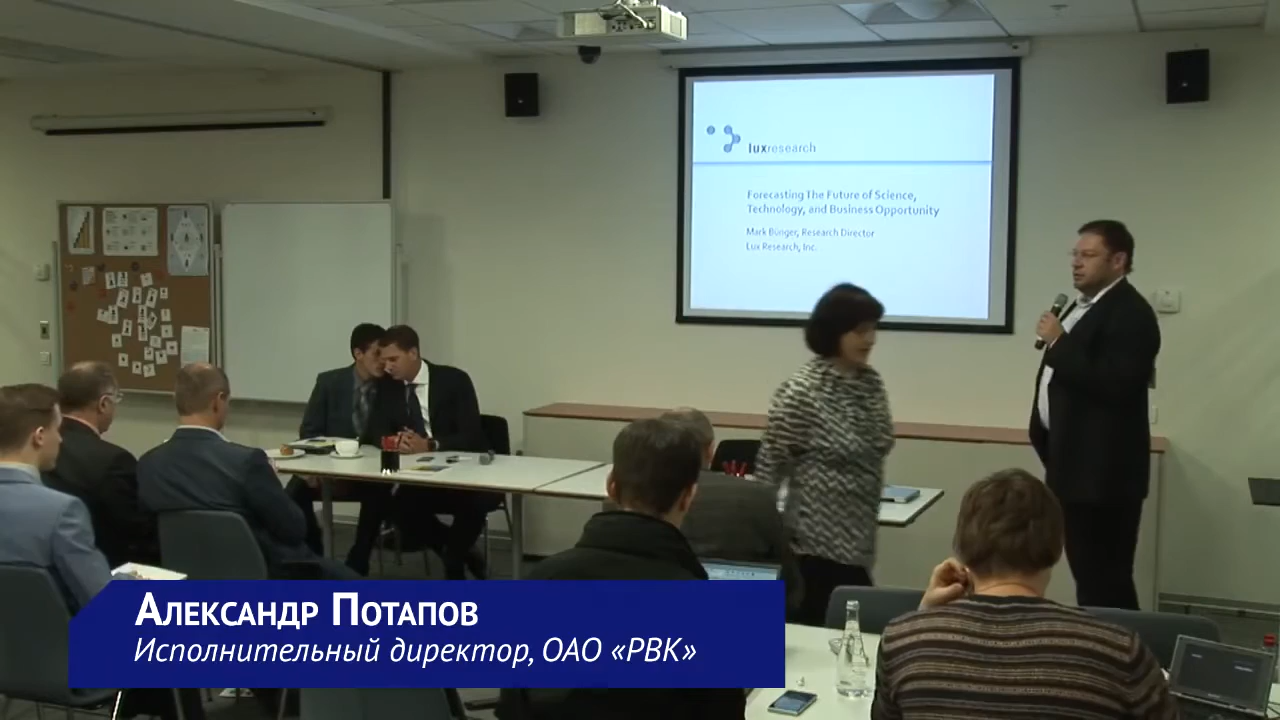 luxresearch
Forecasting The Future of Science,
Technology, and Business Opportunity
Mark Bünger, Research Director
Lux Research, Inc.
Александр Потапов
Исполнительный директор, ОАО «РВК»